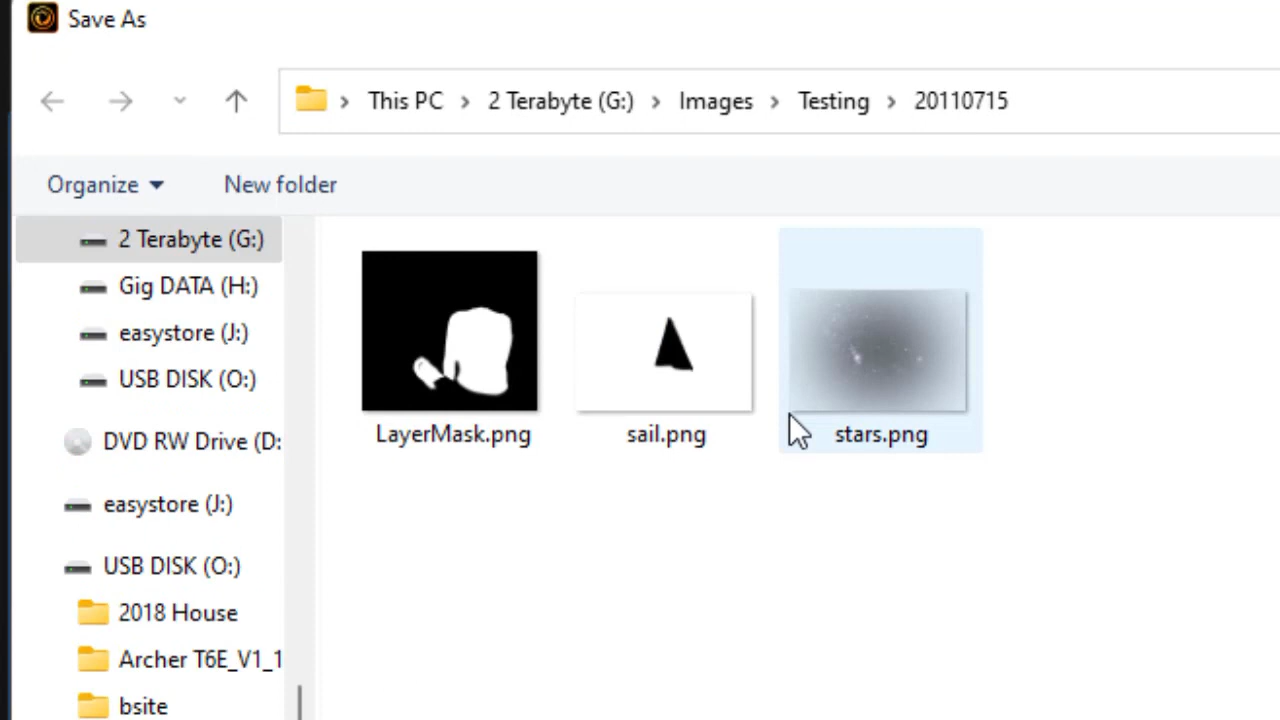 Save As
This PC > 2 Terabyte (G:) > Images > Testing > 20110715
Organize New folder
2 Terabyte (G:)
Gig DATA (H:)
easystore (J:)
USB DISK (O:)
DVD RW Drive (D:
easystore (J:)
USB DISK (O:)
2018 House
Archer T6E_V1_1
bsite
LayerMask.png
sail.png
stars.png